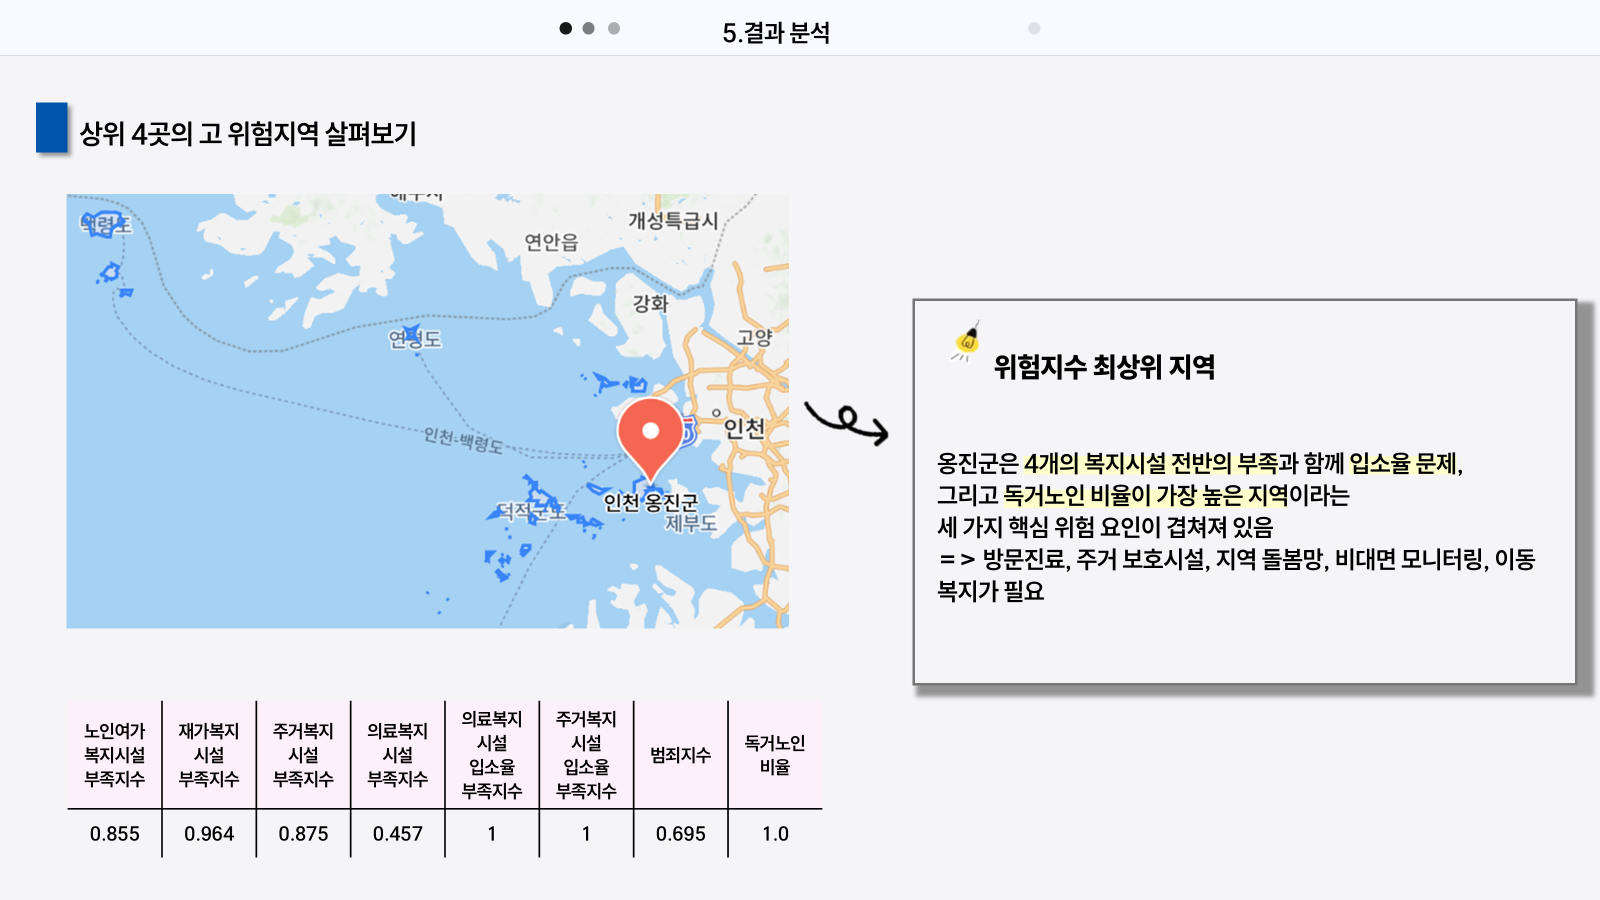 5.결과 분석
상위 4곳의 고 위험지역 살펴보기
개성특급시
연안읍
강화
고양
연평도
인천
인천-백령도
인천 옹진군
덕적군도
제부도
위험지수 최상위 지역
옹진군은 4개의 복지시설 전반의 부족과 함께 입소율 문제,
그리고 독거노인 비율이 가장 높은 지역이라는
세 가지 핵심 위험 요인이 겹쳐져 있음
=> 방문진료, 주거 보호시설, 지역 돌봄망, 비대면 모니터링, 이동
복지가 필요
노인여가
복지시설
부족지수
재가복지
시설
부족지수
주거복지
시설
부족지수
의료복지
시설
부족지수
의료복지
시설
입소율
부족지수
주거복지
시설
입소율
부족지수
범죄지수
독거노인
비율
0.855
0.964
0.875
0.457
1
1
0.695
1.0